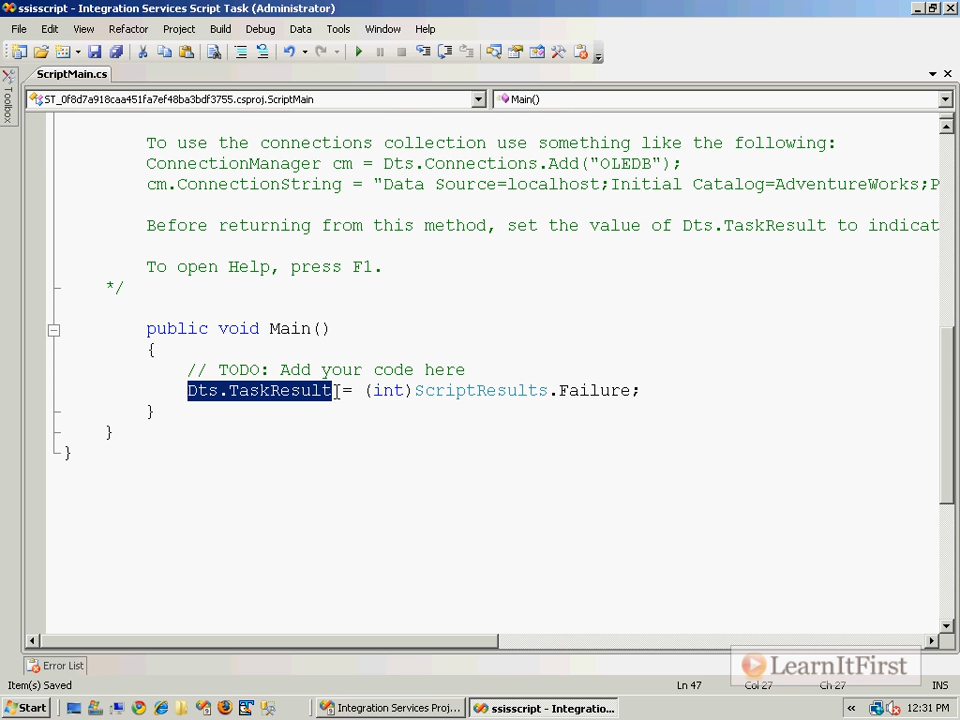 ssisscript - Integration Services Script Task (Administrator)
File Edit View Refactor Project Build Debug Data Tools Window Help
ScriptMain.cs
Toolbox
ST_0f8d7a918caa451fa7ef48ba3bdf3755.csproj.ScriptMain
Main()
To use the connections collection use something like the following:
ConnectionManager cm = Dts.Connections.Add("OLEDB");
cm.ConnectionString = "Data Source=localhost;Initial Catalog=AdventureWorks;P
Before returning from this method, set the value of Dts.TaskResult to indicat
To open Help, press F1.
*/
public void Main()
{
// TODO: Add your code here
Dts.TaskResult = (int)ScriptResults.Failure;
}
}
}
Error List
LearnItFirst
Item(s) Saved Ln 47 Col 27 Ch 27 INS
Start Integration Services Proj... ssisscript - Integratio... « 12:31 PM